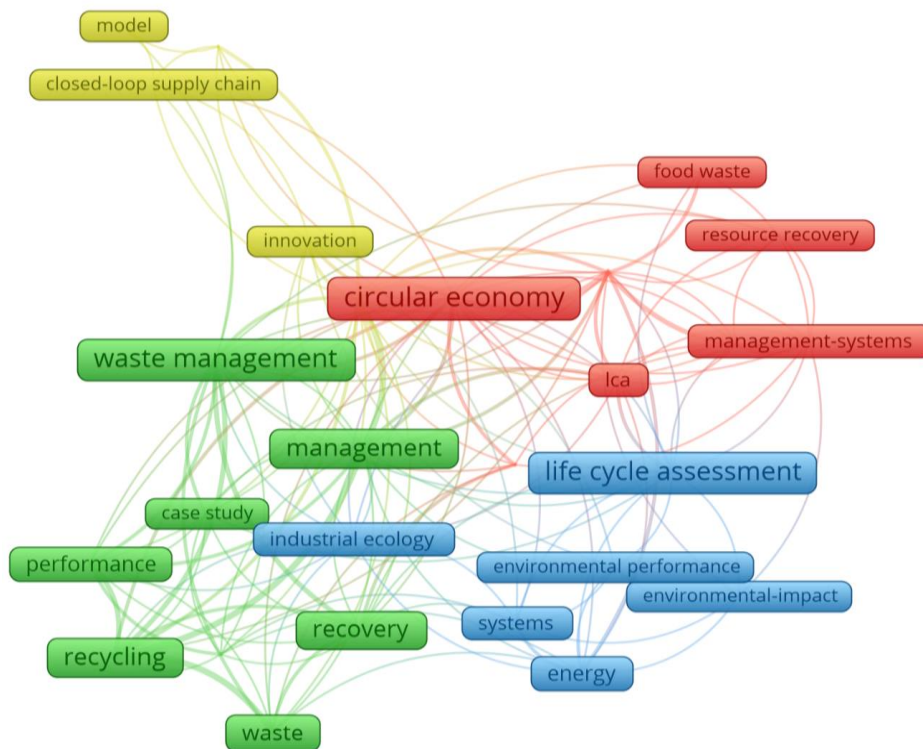 model
closed-loop supply chain
food waste
resource recovery
innovation
circular economy
management-systems
waste management
lca
management
life cycle assessment
case study
industrial ecology
performance
environmental performance
environmental-impact
systems
recovery
recycling
energy
waste